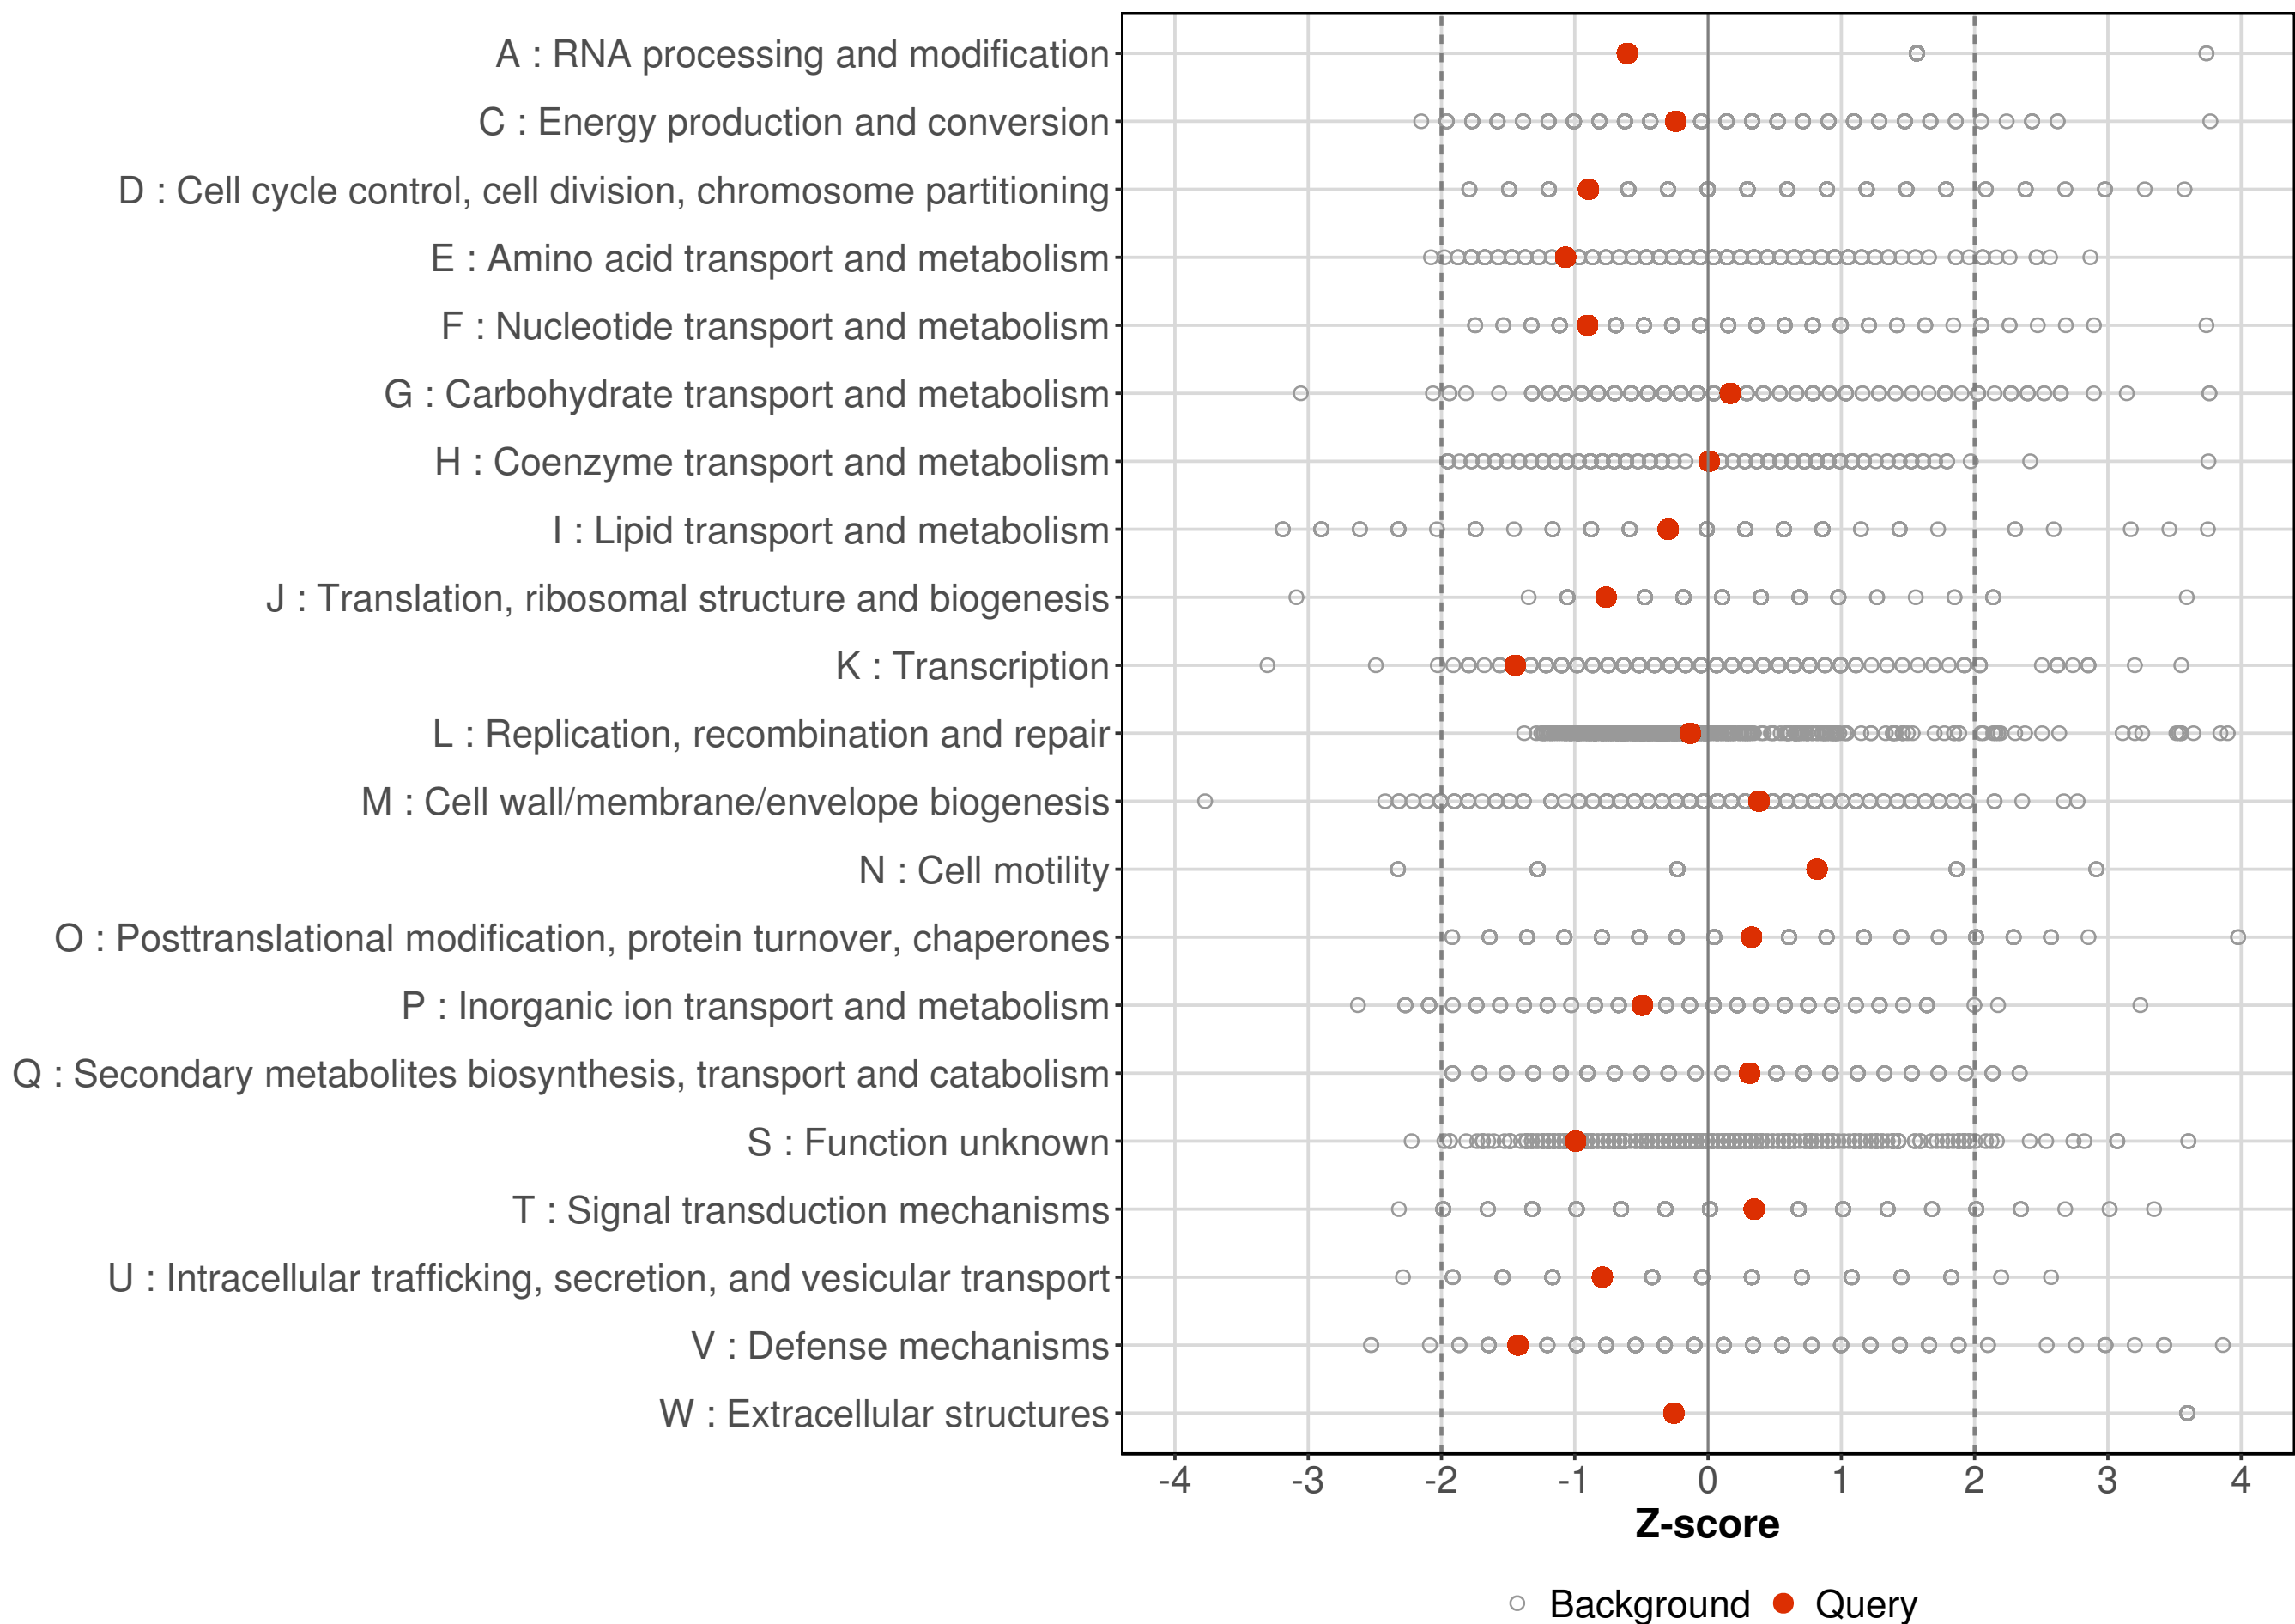 A : RNA processing and modification
C : Energy production and conversion
D : Cell cycle control, cell division, chromosome partitioning
E : Amino acid transport and metabolism
F : Nucleotide transport and metabolism
G : Carbohydrate transport and metabolism
H : Coenzyme transport and metabolism
I : Lipid transport and metabolism
J : Translation, ribosomal structure and biogenesis
K : Transcription
L : Replication, recombination and repair
M : Cell wall/membrane/envelope biogenesis
N : Cell motility
O : Posttranslational modification, protein turnover, chaperones
P : Inorganic ion transport and metabolism
Q : Secondary metabolites biosynthesis, transport and catabolism
S : Function unknown
T : Signal transduction mechanisms
U : Intracellular trafficking, secretion, and vesicular transport
V : Defense mechanisms
W : Extracellular structures
-4 -3 -2 -1 0 1 2 3 4
Z-score
Background Query